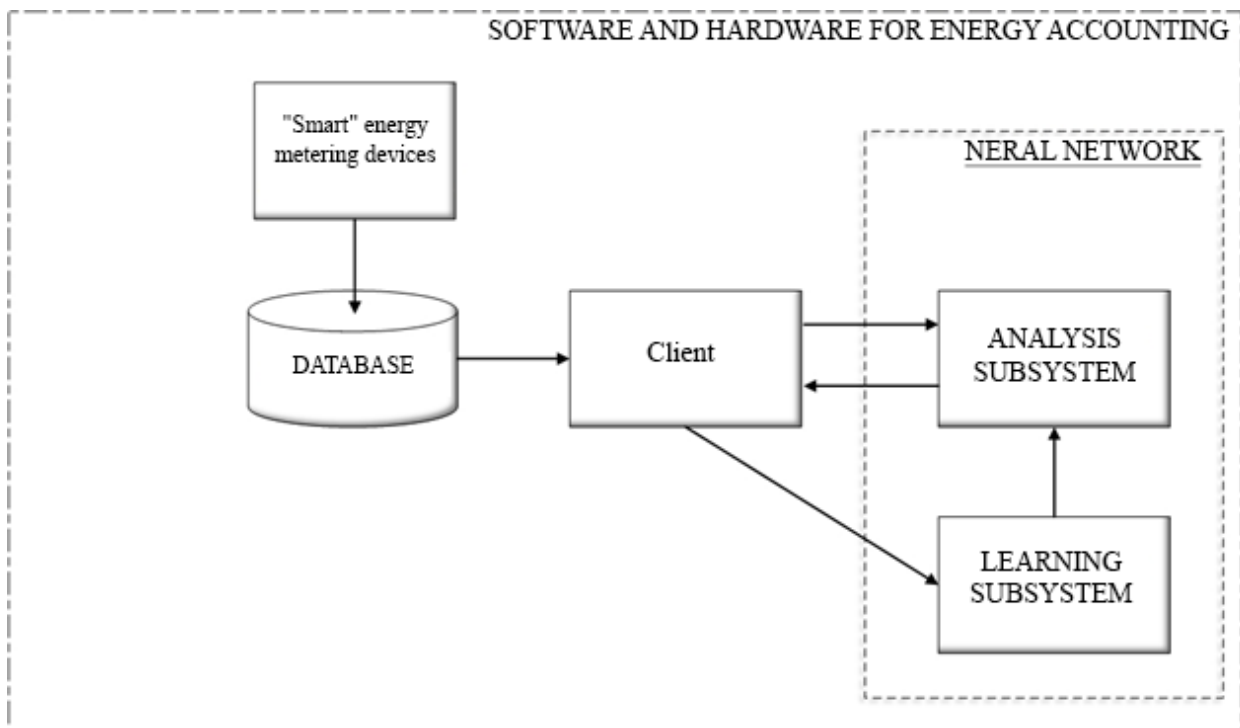 SOFTWARE AND HARDWARE FOR ENERGY ACCOUNTING
"Smart" energy
metering devices
NERAL NETWORK
DATABASE
Client
ANALYSIS
SUBSYSTEM
LEARNING
SUBSYSTEM